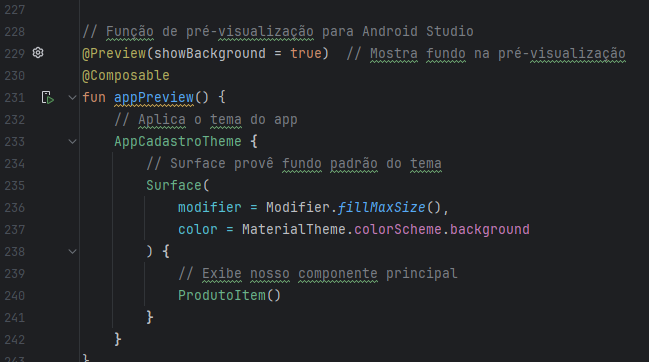 227
228 // Função de pré-visualização para Android Studio
229 @Preview(showBackground = true)  // Mostra fundo na pré-visualização
230 @Composable
231 fun appPreview() {
232     // Aplica o tema do app
233     AppCadastroTheme {
234         // Surface provê fundo padrão do tema
235         Surface(
236             modifier = Modifier.fillMaxSize(),
237             color = MaterialTheme.colorScheme.background
238         ) {
239             // Exibe nosso componente principal
240             ProdutoItem()
241         }
242     }
243 }